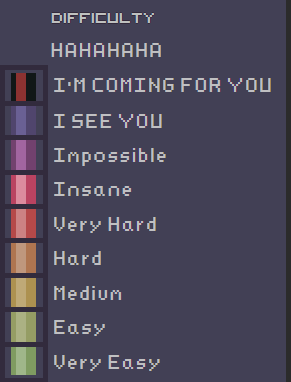 DIFFICULTY
HAHAHAHA
I'M COMING FOR YOU
I SEE YOU
Impossible
Insane
Very Hard
Hard
Medium
Easy
Very Easy